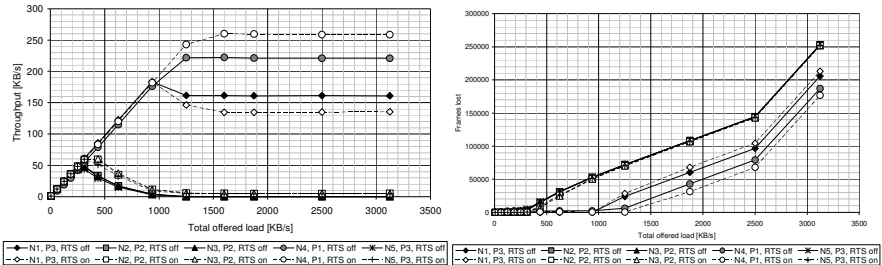 300
250
200
150
100
50
0
Throughput [KB/s]
0 500 1000 1500 2000 2500 3000 3500
Total offered load [KB/s]
N1, P3, RTS off N2, P2, RTS off N3, P2, RTS off N4, P1, RTS off N5, P3, RTS off
N1, P3, RTS on N2, P2, RTS on N3, P2, RTS on N4, P1, RTS on N5, P3, RTS on
300000
250000
200000
150000
100000
50000
0
Frames lost
0 500 1000 1500 2000 2500 3000 3500
Total offered load [KB/s]
N1, P3, RTS off N2, P2, RTS off N3, P2, RTS off N4, P1, RTS off N5, P3, RTS off
N1, P3, RTS on N2, P2, RTS on N3, P2, RTS on N4, P1, RTS on N5, P3, RTS on